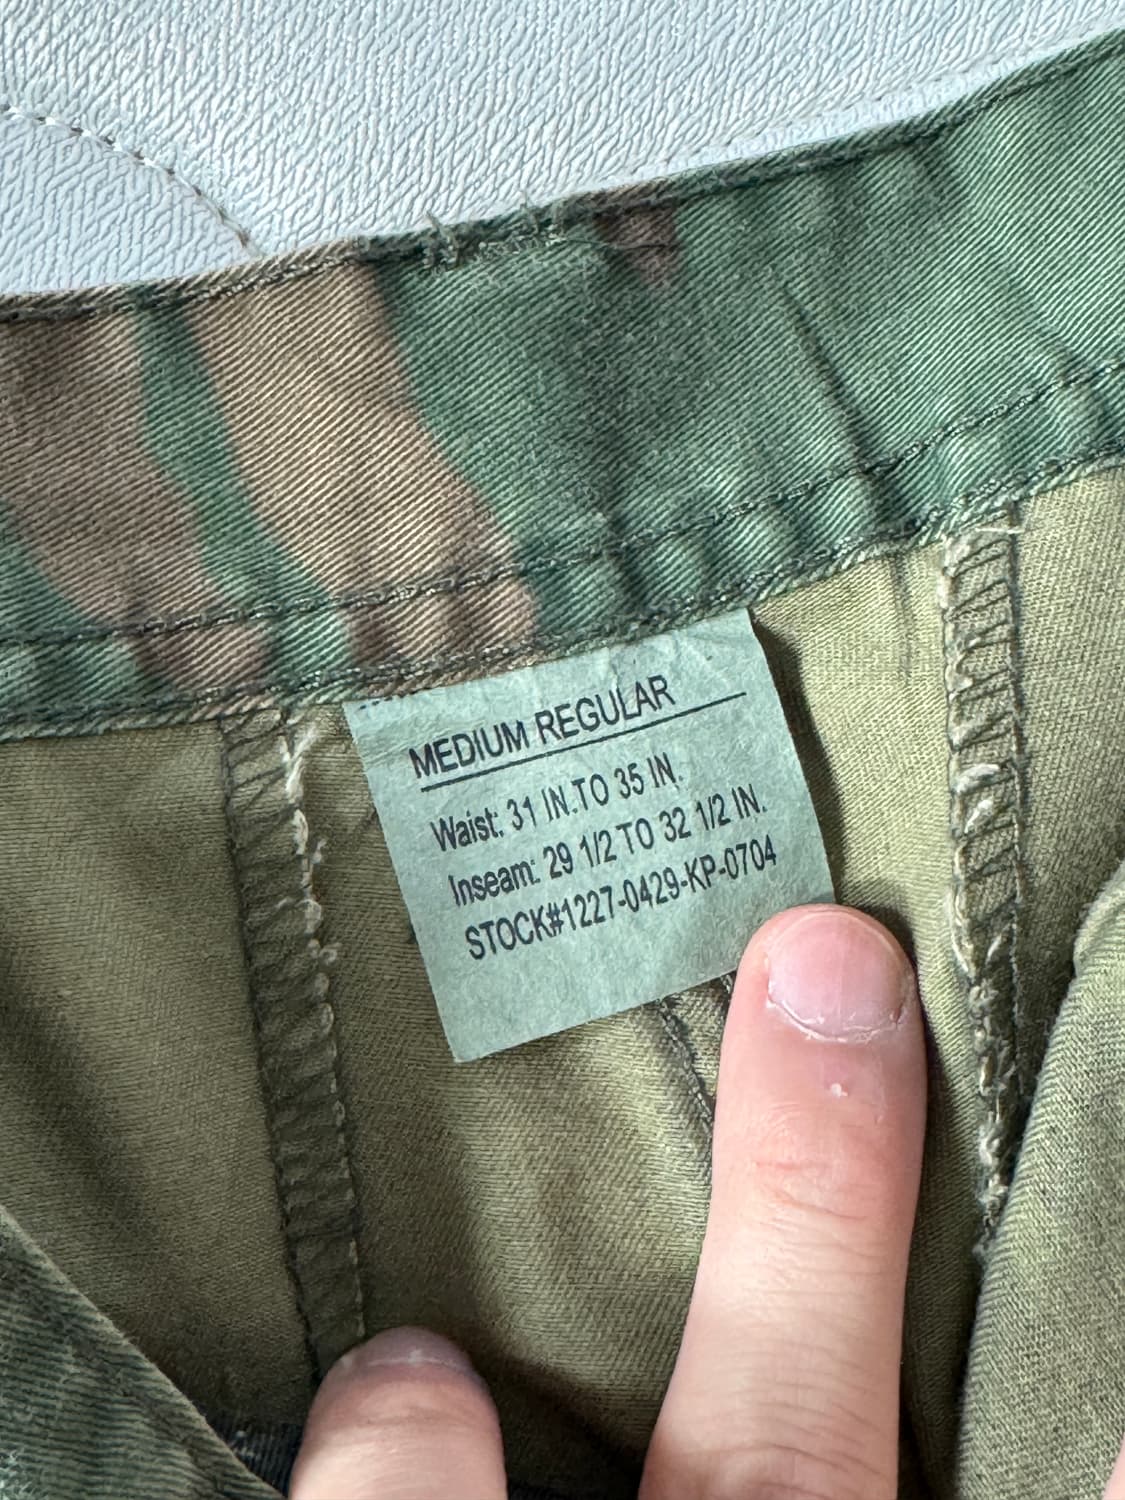 MEDIUM REGULAR
Waist: 31 IN.TO 35 IN.
Inseam: 29 1/2 TO 32 1/2 IN.
STOCK#1227-0429-KP-0704